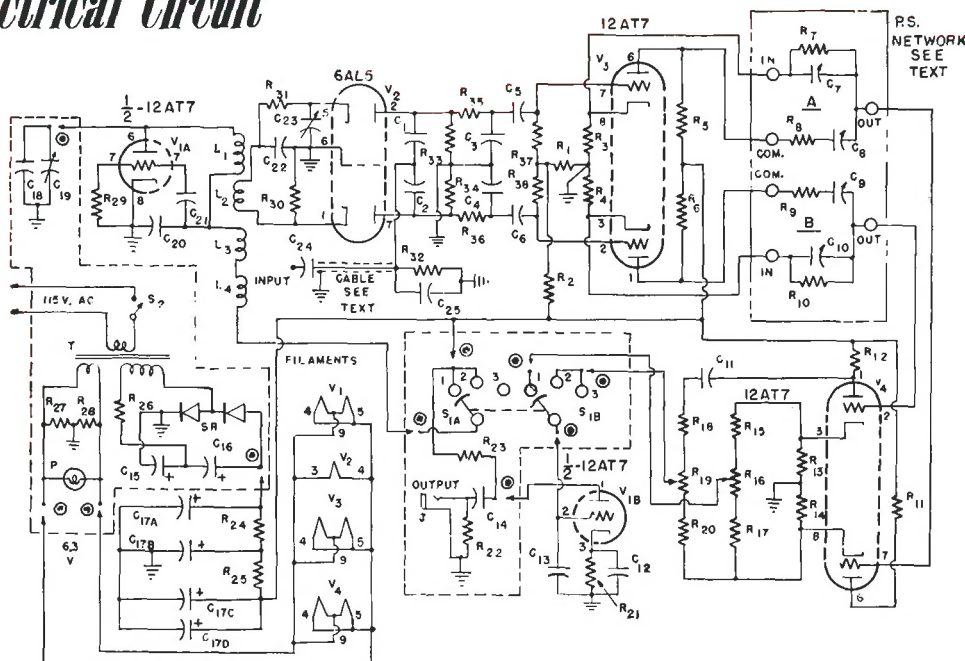 ctrical Circuit
12AT7
P.S.
NETWORK
SEE
TEXT
½-12AT7
6AL5
V1A
V2
V3
IN
R7
C7
A
R8
C8
OUT
COM.
COM.
R9
C9
B
C10
IN
R10
OUT
R31
C23
C22
R30
R35
C5
C1
R33
C3
C2
R34
C4
R36
C6
R37
R38
R1
R3
R4
R5
R6
R2
L1
L2
L3
L4
C18
C19
R29
C20
C21
C24
INPUT
CABLE
SEE
TEXT
R32
C25
115 V. AC
S2
T
FILAMENTS
R27
R28
R26
SR
C15
C16
P
6.3
V
C17A
C17B
C17C
C17D
R24
R25
V1
V2
V3
V4
S1A
S1B
R23
OUTPUT
J
C14
R22
½-12AT7
V1B
C13
C12
R21
C11
R12
12AT7
V4
R18
R15
R19
R16
R20
R17
R13
R14
R11